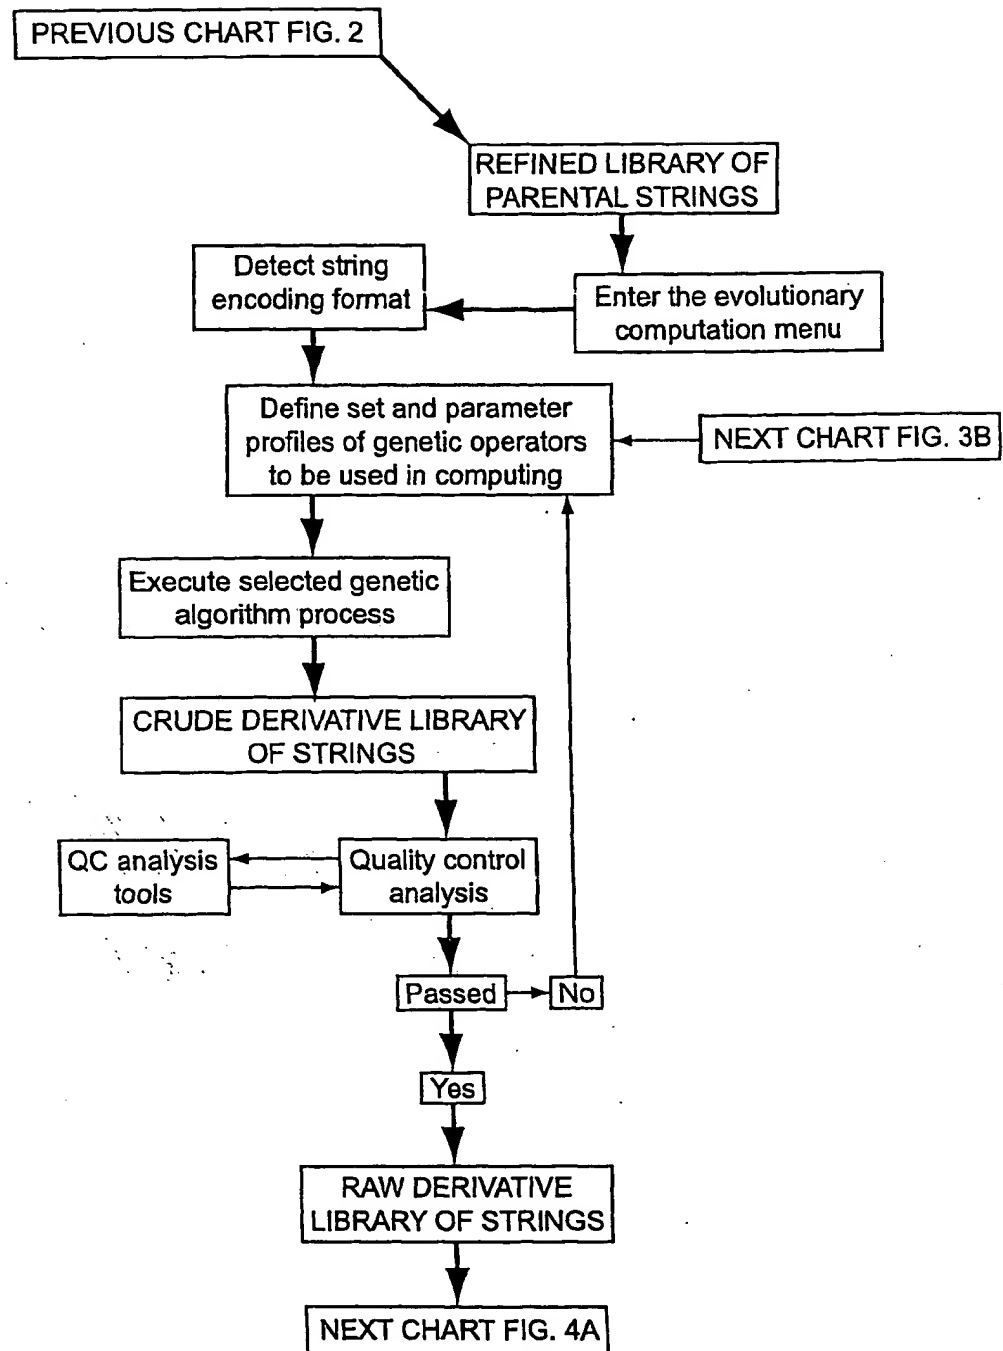 PREVIOUS CHART FIG. 2
REFINED LIBRARY OF
PARENTAL STRINGS
Detect string
encoding format
Enter the evolutionary
computation menu
Define set and parameter
profiles of genetic operators
to be used in computing
NEXT CHART FIG. 3B
Execute selected genetic
algorithm process
CRUDE DERIVATIVE LIBRARY
OF STRINGS
QC analysis
tools
Quality control
analysis
Passed
No
Yes
RAW DERIVATIVE
LIBRARY OF STRINGS
NEXT CHART FIG. 4A